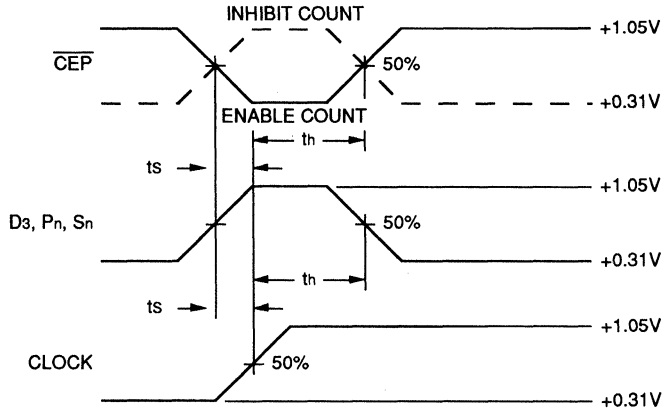 INHIBIT COUNT
+1.05V
CEP
50%
+0.31V
ENABLE COUNT
th
ts
+1.05V
D3, Pn, Sn
50%
+0.31V
th
ts
+1.05V
CLOCK
50%
+0.31V